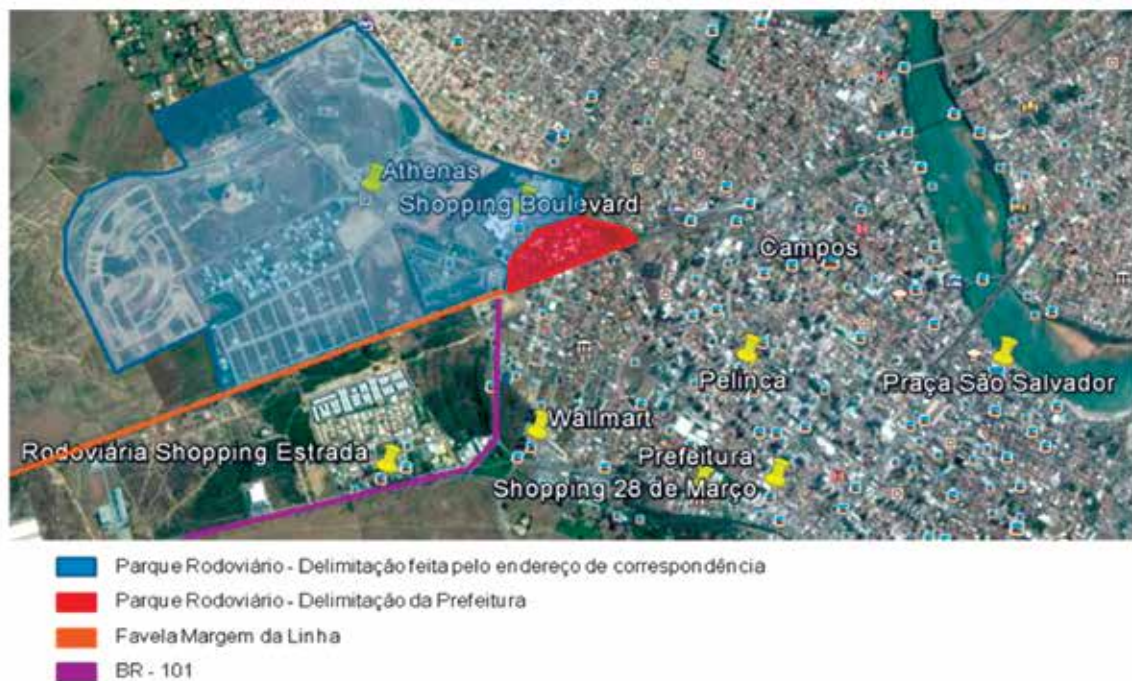 Athenas
Shopping Boulevard
Campos
Pelinca
Praça São Salvador
Wallmart
Rodoviária Shopping Estrada
Prefeitura
Shopping 28 de Março
Parque Rodoviário - Delimitação feita pelo endereço de correspondência
Parque Rodoviário - Delimitação da Prefeitura
Favela Margem da Linha
BR - 101